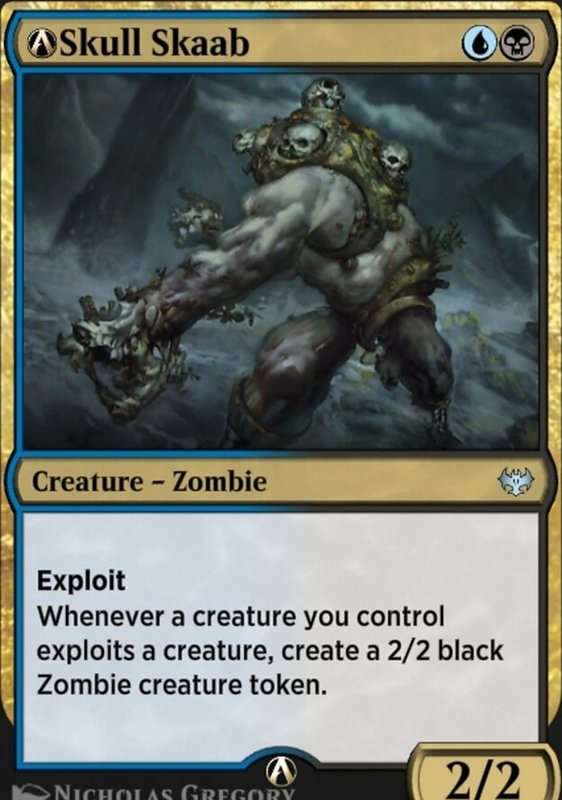 Skull Skaab
Creature – Zombie
Exploit
Whenever a creature you control
exploits a creature, create a 2/2 black
Zombie creature token.
2/2
Nicholas Gregory